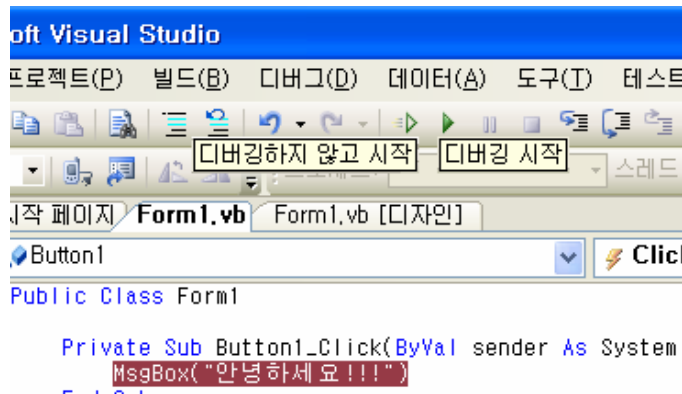 oft Visual Studio
프로젝트(P) 빌드(B) 디버그(D) 데이터(A) 도구(T) 테스트
디버깅하지 않고 시작 디버깅 시작
스레드
시작 페이지 Form1.vb Form1.vb [디자인]
Button1 Clic
Public Class Form1
Private Sub Button1_Click(ByVal sender As System
MsgBox("안녕하세요!!!")